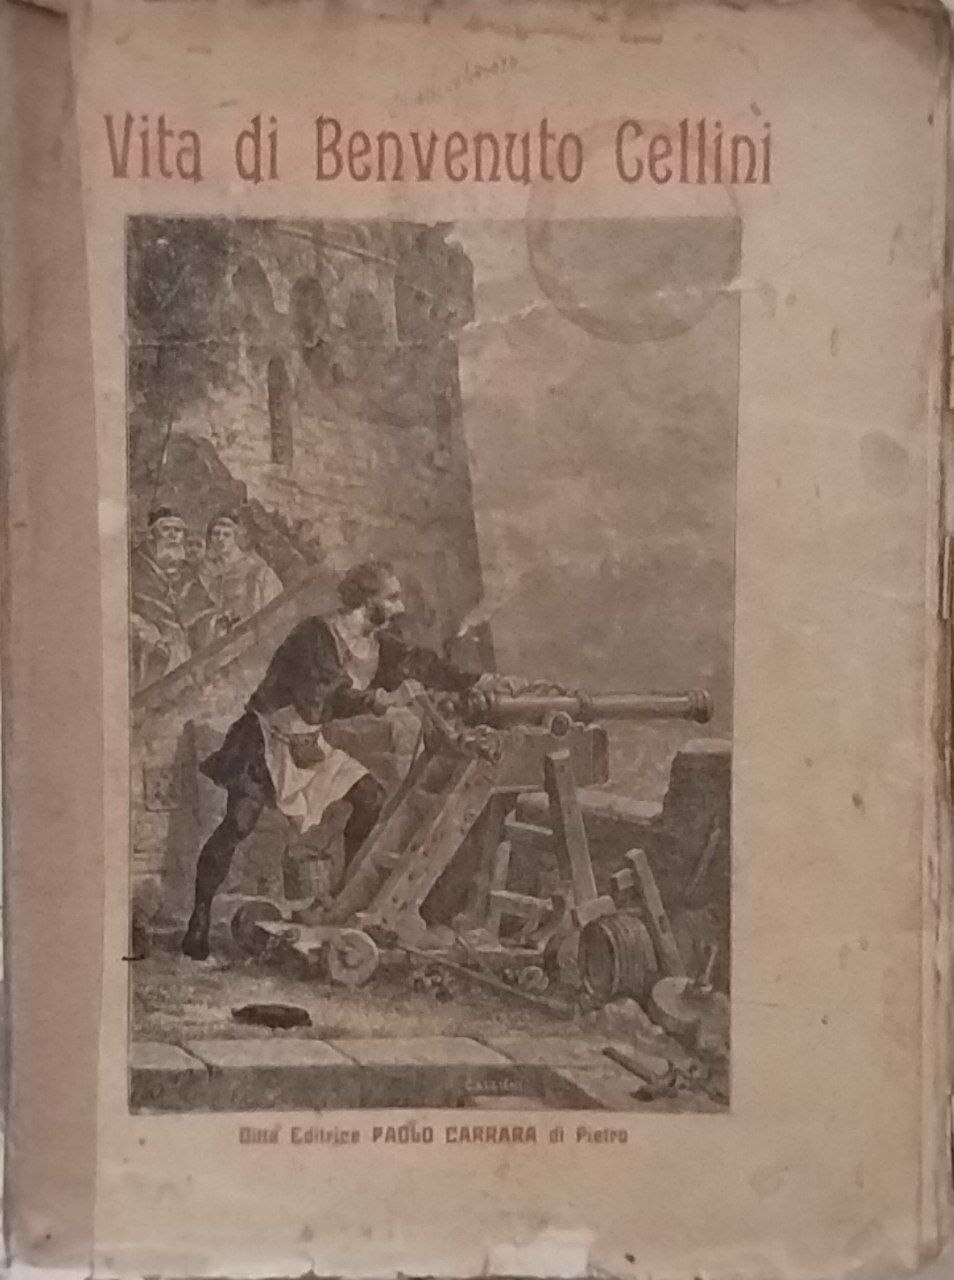 Vita di Benvenuto Cellini
Ditta Editrice PAOLO CARRARA di Pietro